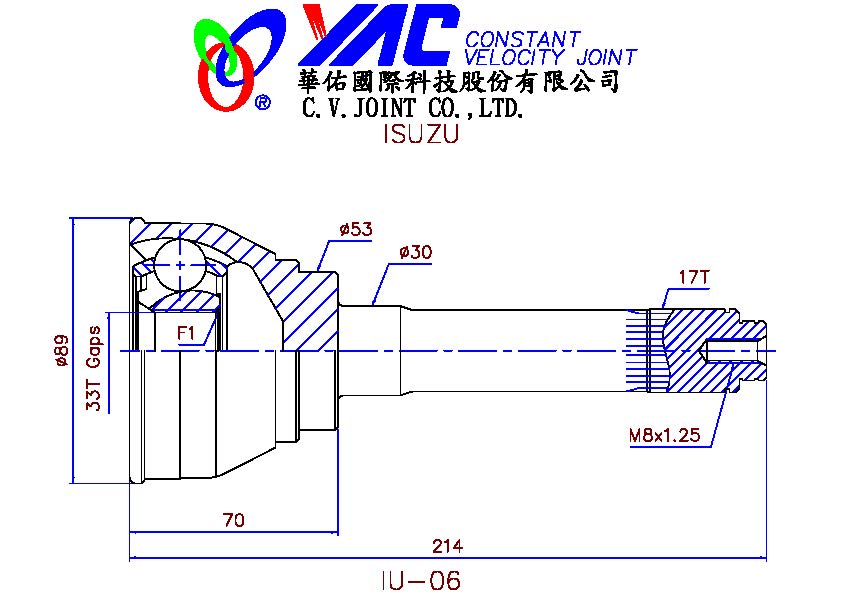 YAC CONSTANT
VELOCITY JOINT
華佑國際科技股份有限公司
®
C.V.JOINT CO.,LTD.
ISUZU
ø53
ø30
17T
F1
ø89
33T Gaps
M8x1.25
70
214
IU-06